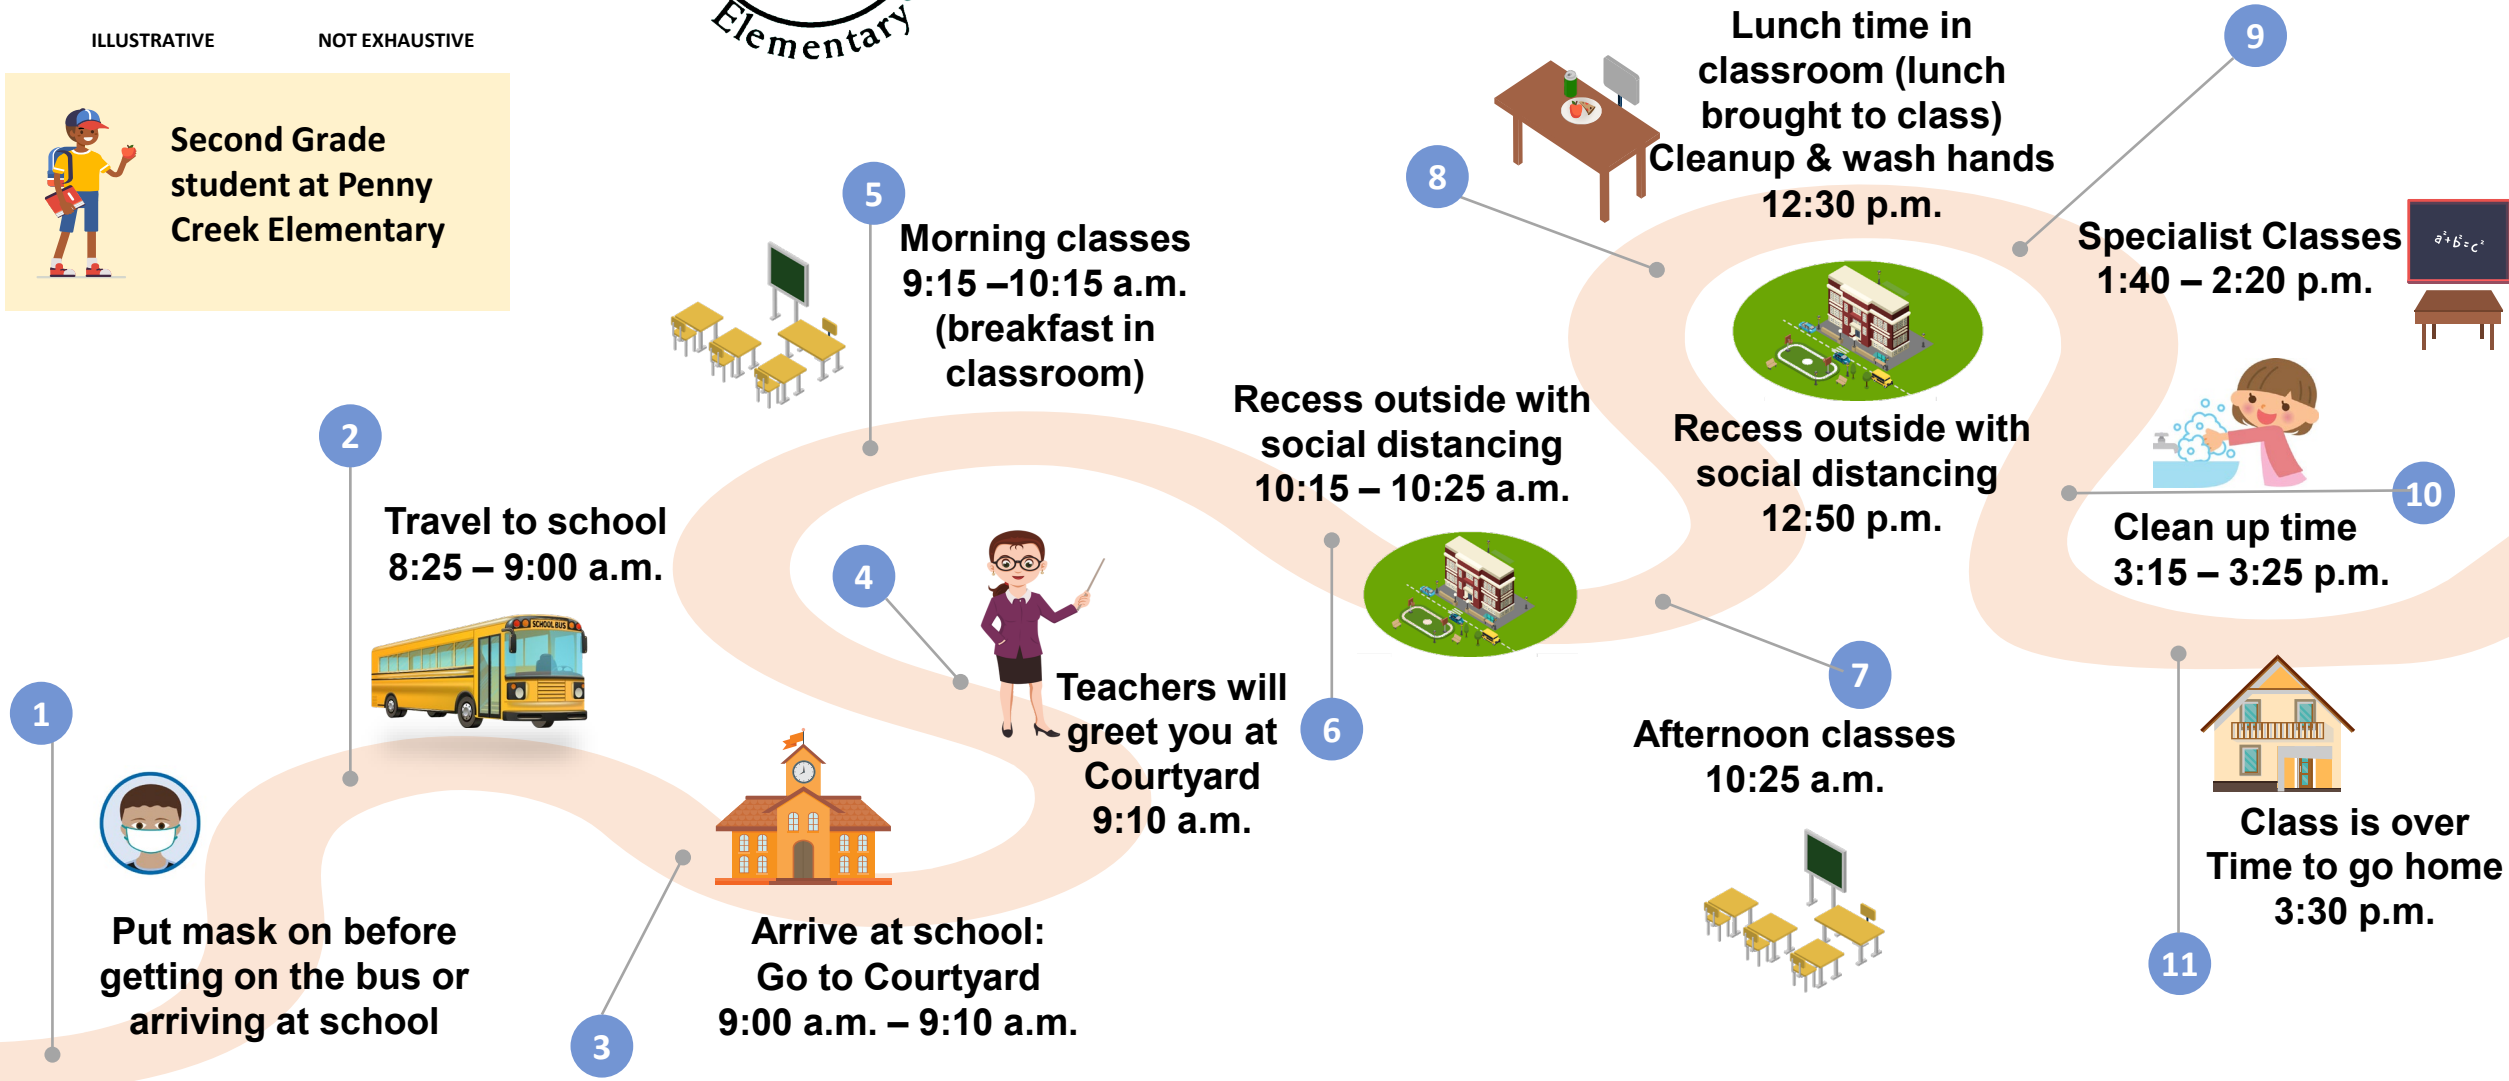 Elementary
ILLUSTRATIVE
NOT EXHAUSTIVE
Second Grade
student at Penny
Creek Elementary
1
Put mask on before
getting on the bus or
arriving at school
2
Travel to school
8:25 – 9:00 a.m.
SCHOOL BUS
3
Arrive at school:
Go to Courtyard
9:00 a.m. – 9:10 a.m.
4
Teachers will
greet you at
Courtyard
9:10 a.m.
5
Morning classes
9:15 –10:15 a.m.
(breakfast in
classroom)
6
Recess outside with
social distancing
10:15 – 10:25 a.m.
7
Afternoon classes
10:25 a.m.
8
Lunch time in
classroom (lunch
brought to class)
Cleanup & wash hands
12:30 p.m.
Recess outside with
social distancing
12:50 p.m.
9
Specialist Classes
1:40 – 2:20 p.m.
a²+b²=c²
10
Clean up time
3:15 – 3:25 p.m.
11
Class is over
Time to go home
3:30 p.m.